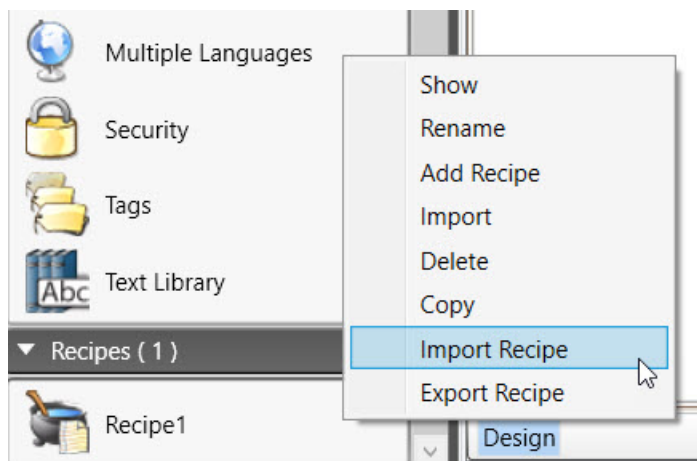 Multiple Languages
Security
Tags
Abc
Text Library
Recipes ( 1 )
Recipe1
Show
Rename
Add Recipe
Import
Delete
Copy
Import Recipe
Export Recipe
Design